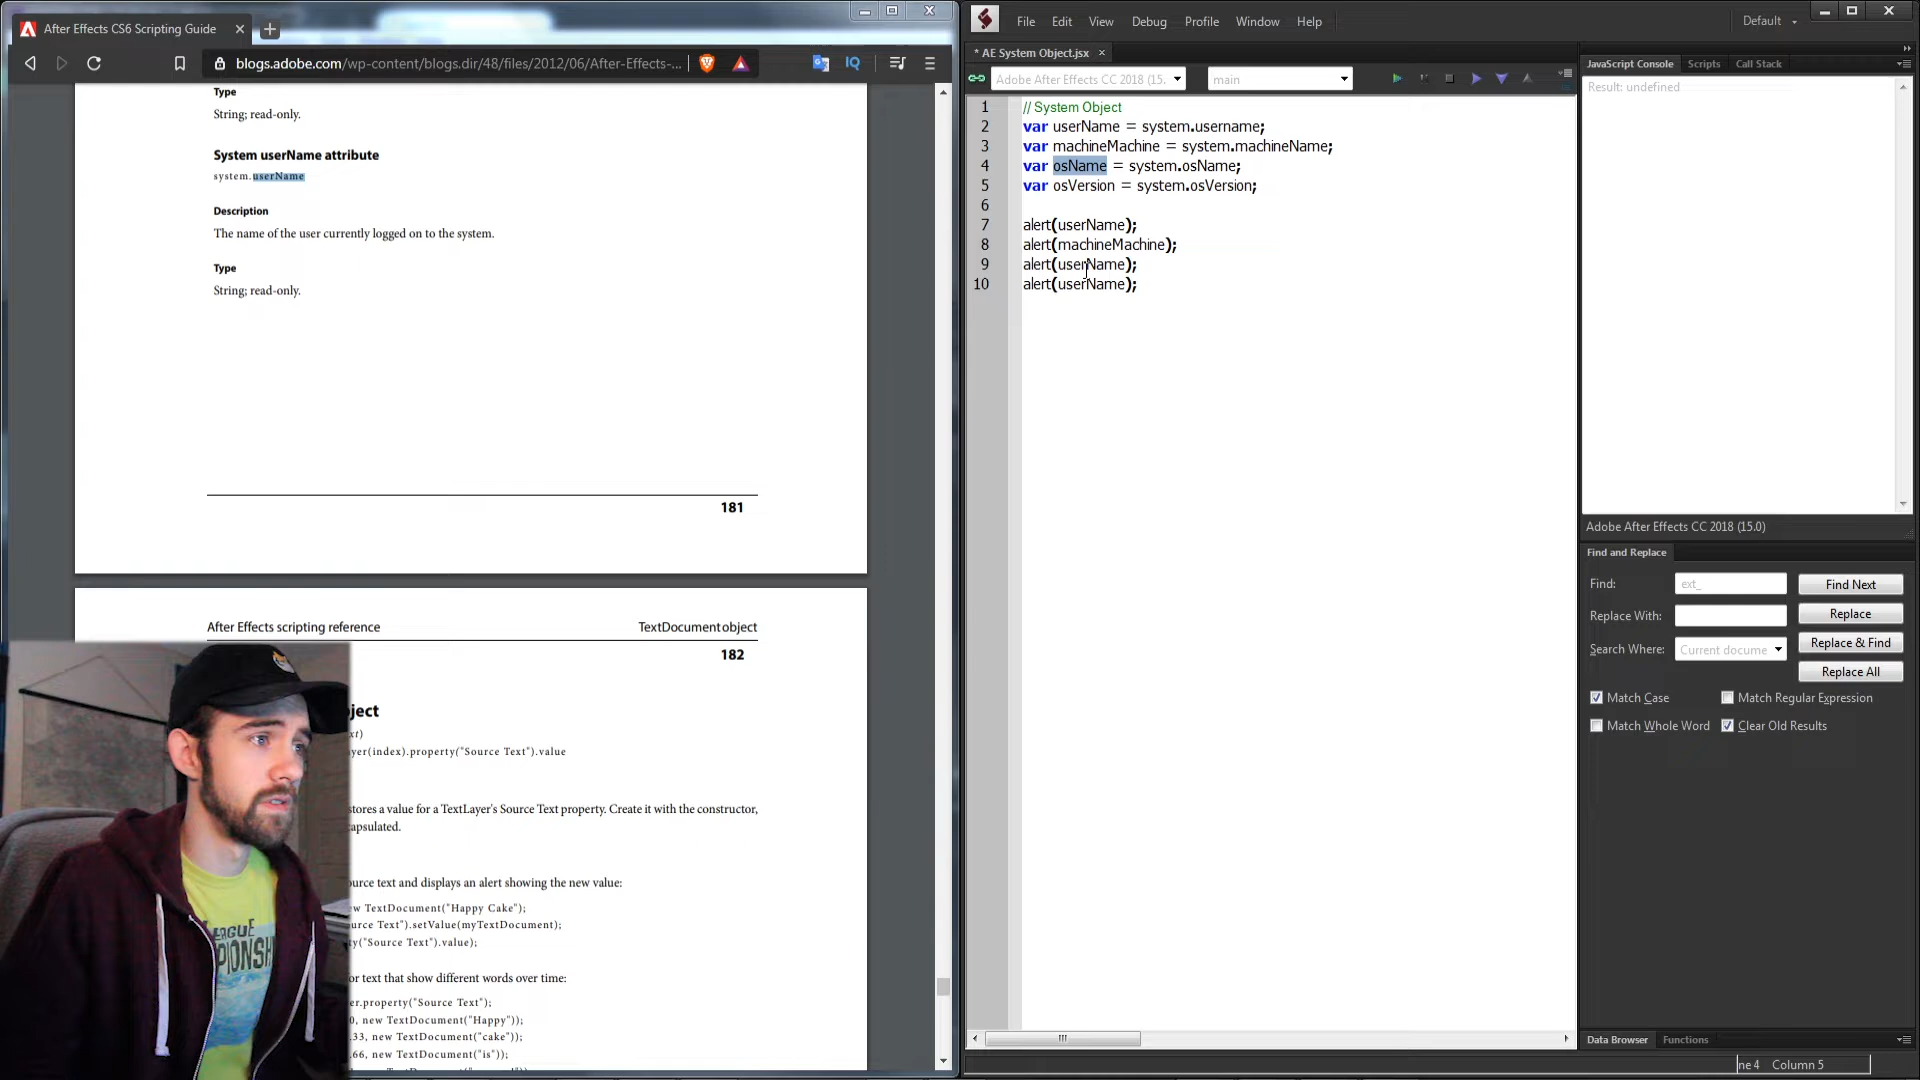 After Effects CS6 Scripting Guide
blogs.adobe.com/wp-content/blogs.dir/48/files/2012/06/After-Effects-...
Type
String; read-only.
System userName attribute
system.userName
Description
The name of the user currently logged on to the system.
Type
String; read-only.
181
After Effects scripting reference
TextDocument object
182
ject
xt)
yer(index).property("Source Text").value
stores a value for a TextLayer's Source Text property. Create it with the constructor,
apsulated.
ource text and displays an alert showing the new value:
w TextDocument("Happy Cake");
urce Text").setValue(myTextDocument);
ty("Source Text").value);
or text that show different words over time:
er.property("Source Text");
0, new TextDocument("Happy"));
.33, new TextDocument("cake"));
.66, new TextDocument("is"));
File Edit View Debug Profile Window Help
Default
* AE System Object.jsx
Adobe After Effects CC 2018 (15.
main
1 // System Object
2 var userName = system.username;
3 var machineMachine = system.machineName;
4 var osName = system.osName;
5 var osVersion = system.osVersion;
6
7 alert(userName);
8 alert(machineMachine);
9 alert(userName);
10 alert(userName);
JavaScript Console Scripts Call Stack
Result: undefined
Adobe After Effects CC 2018 (15.0)
Find and Replace
Find: ext_ Find Next
Replace With: Replace
Replace & Find
Search Where: Current docume
Replace All
Match Case Match Regular Expression
Match Whole Word Clear Old Results
Data Browser Functions
ne 4 Column 5